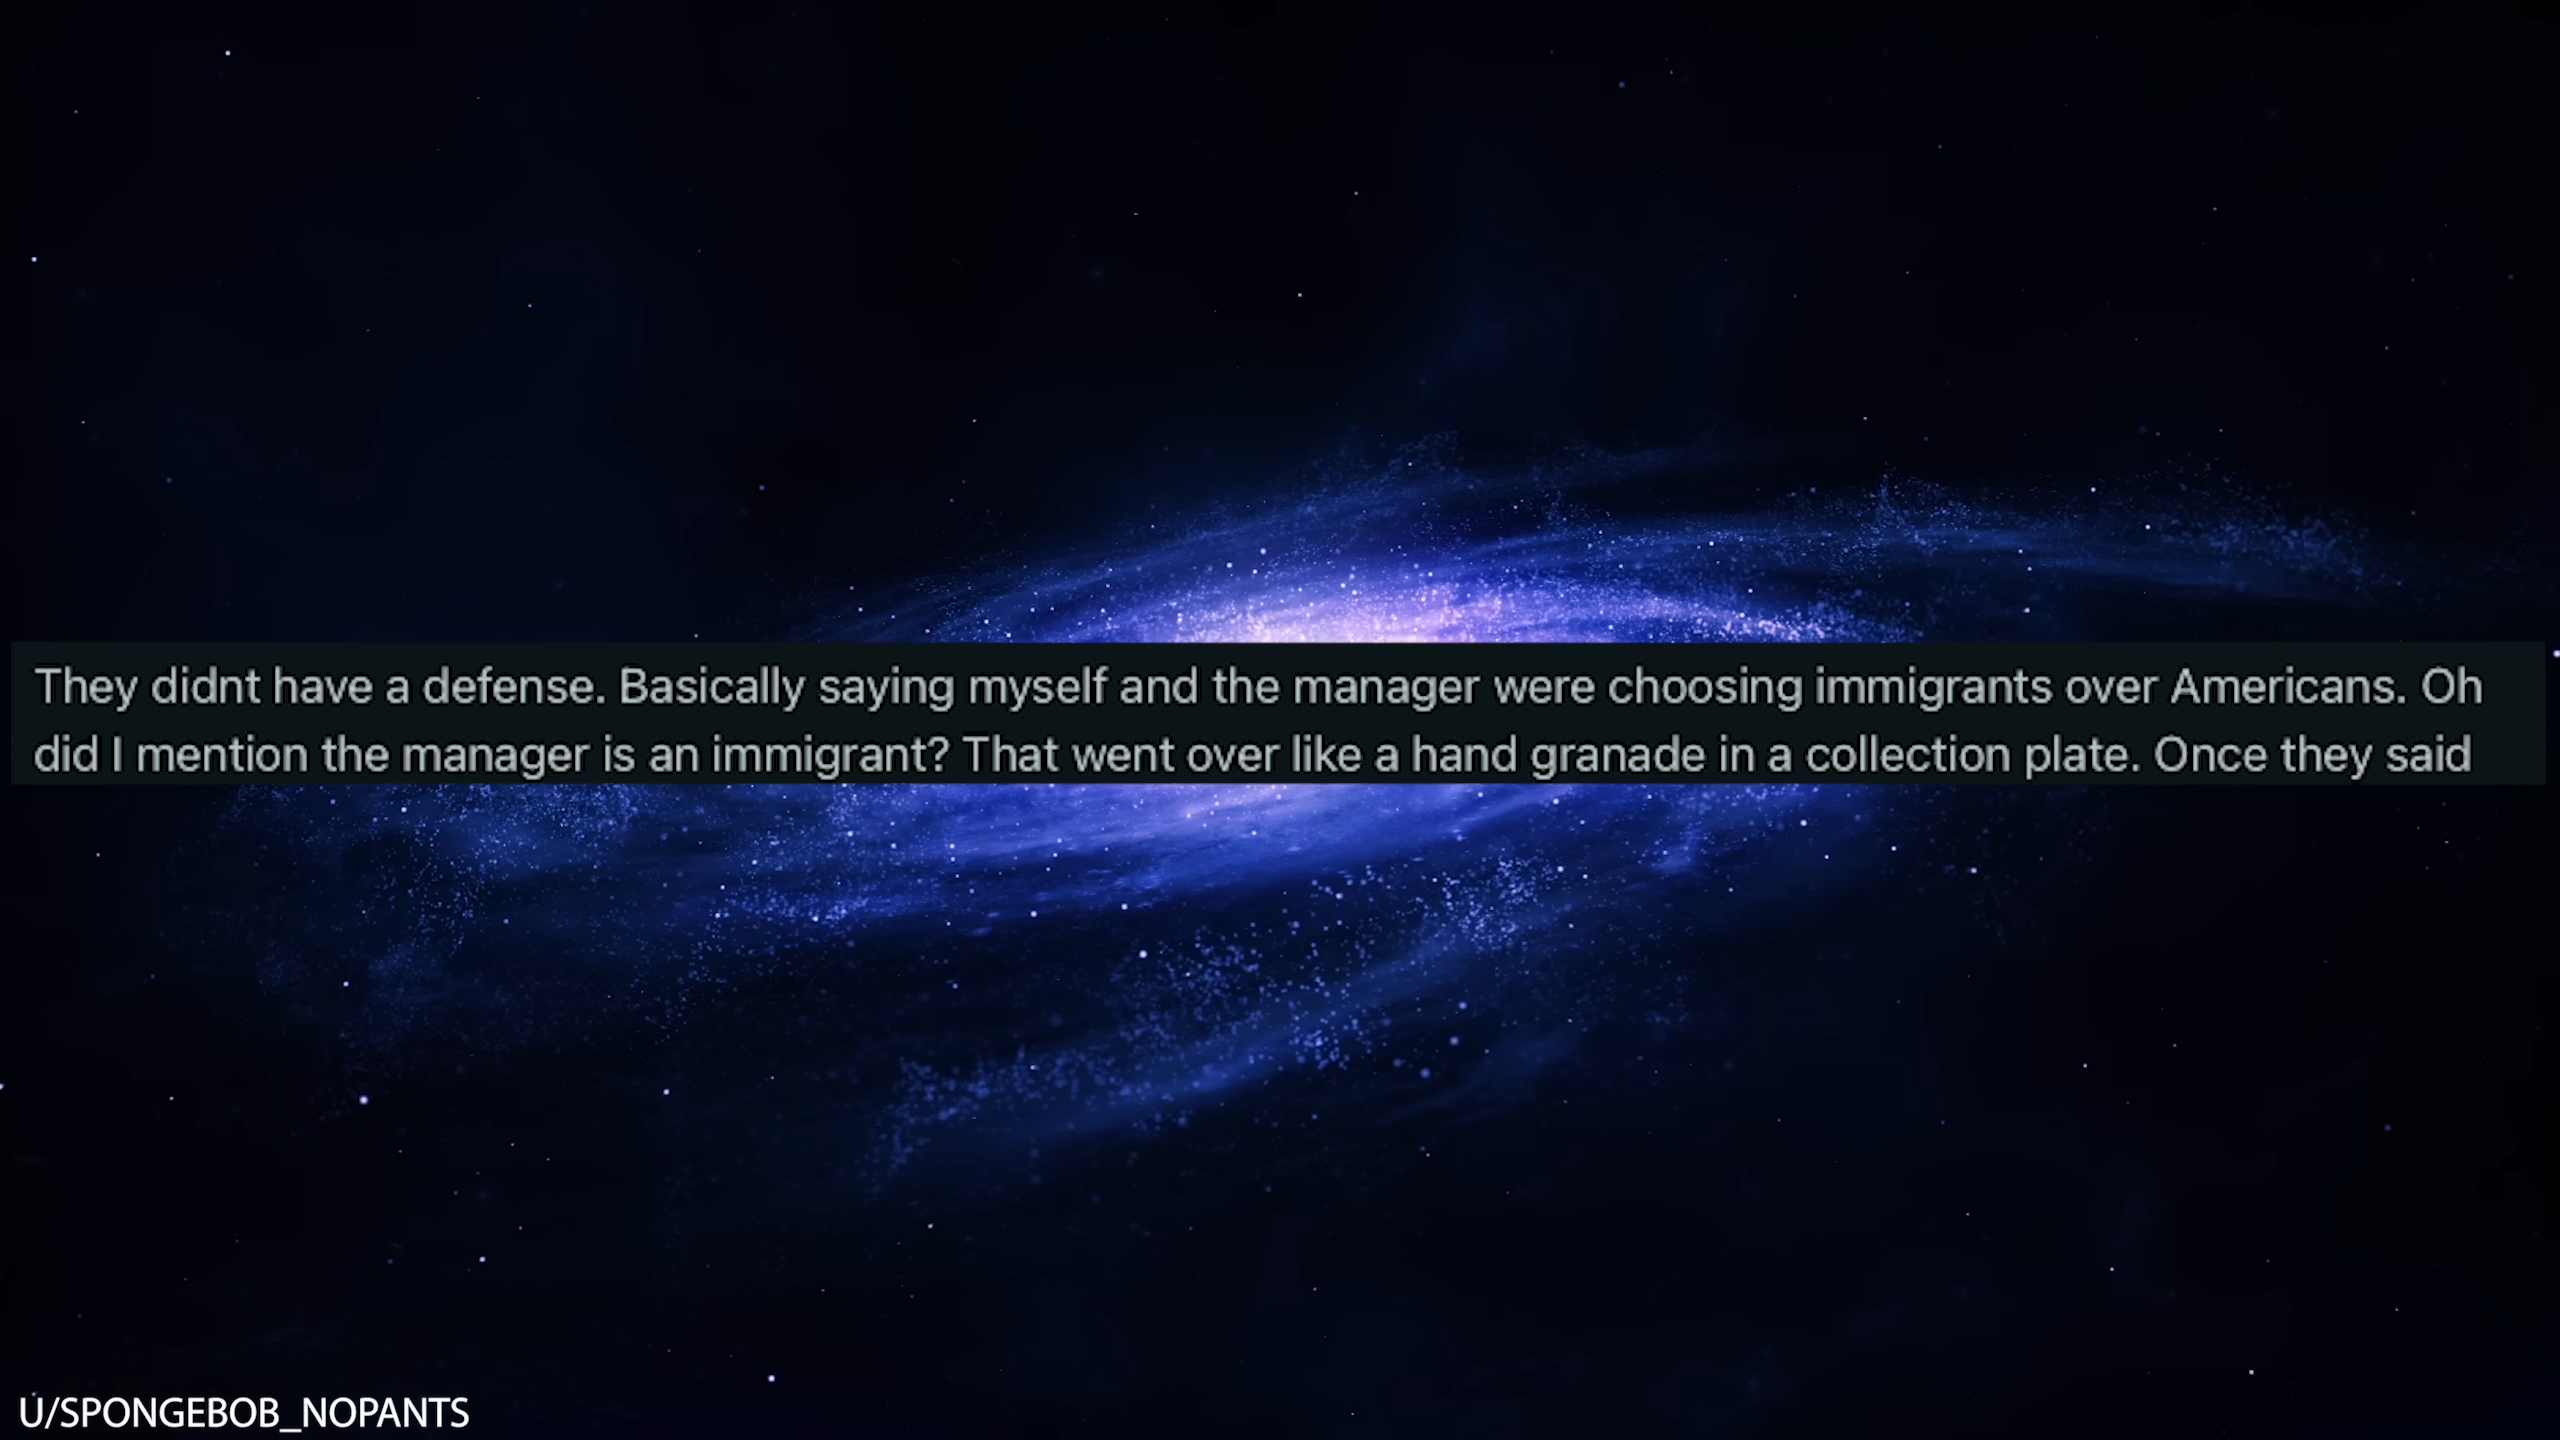 They didnt have a defense. Basically saying myself and the manager were choosing immigrants over Americans. Oh
did I mention the manager is an immigrant? That went over like a hand granade in a collection plate. Once they said
U/SPONGEBOB_NOPANTS